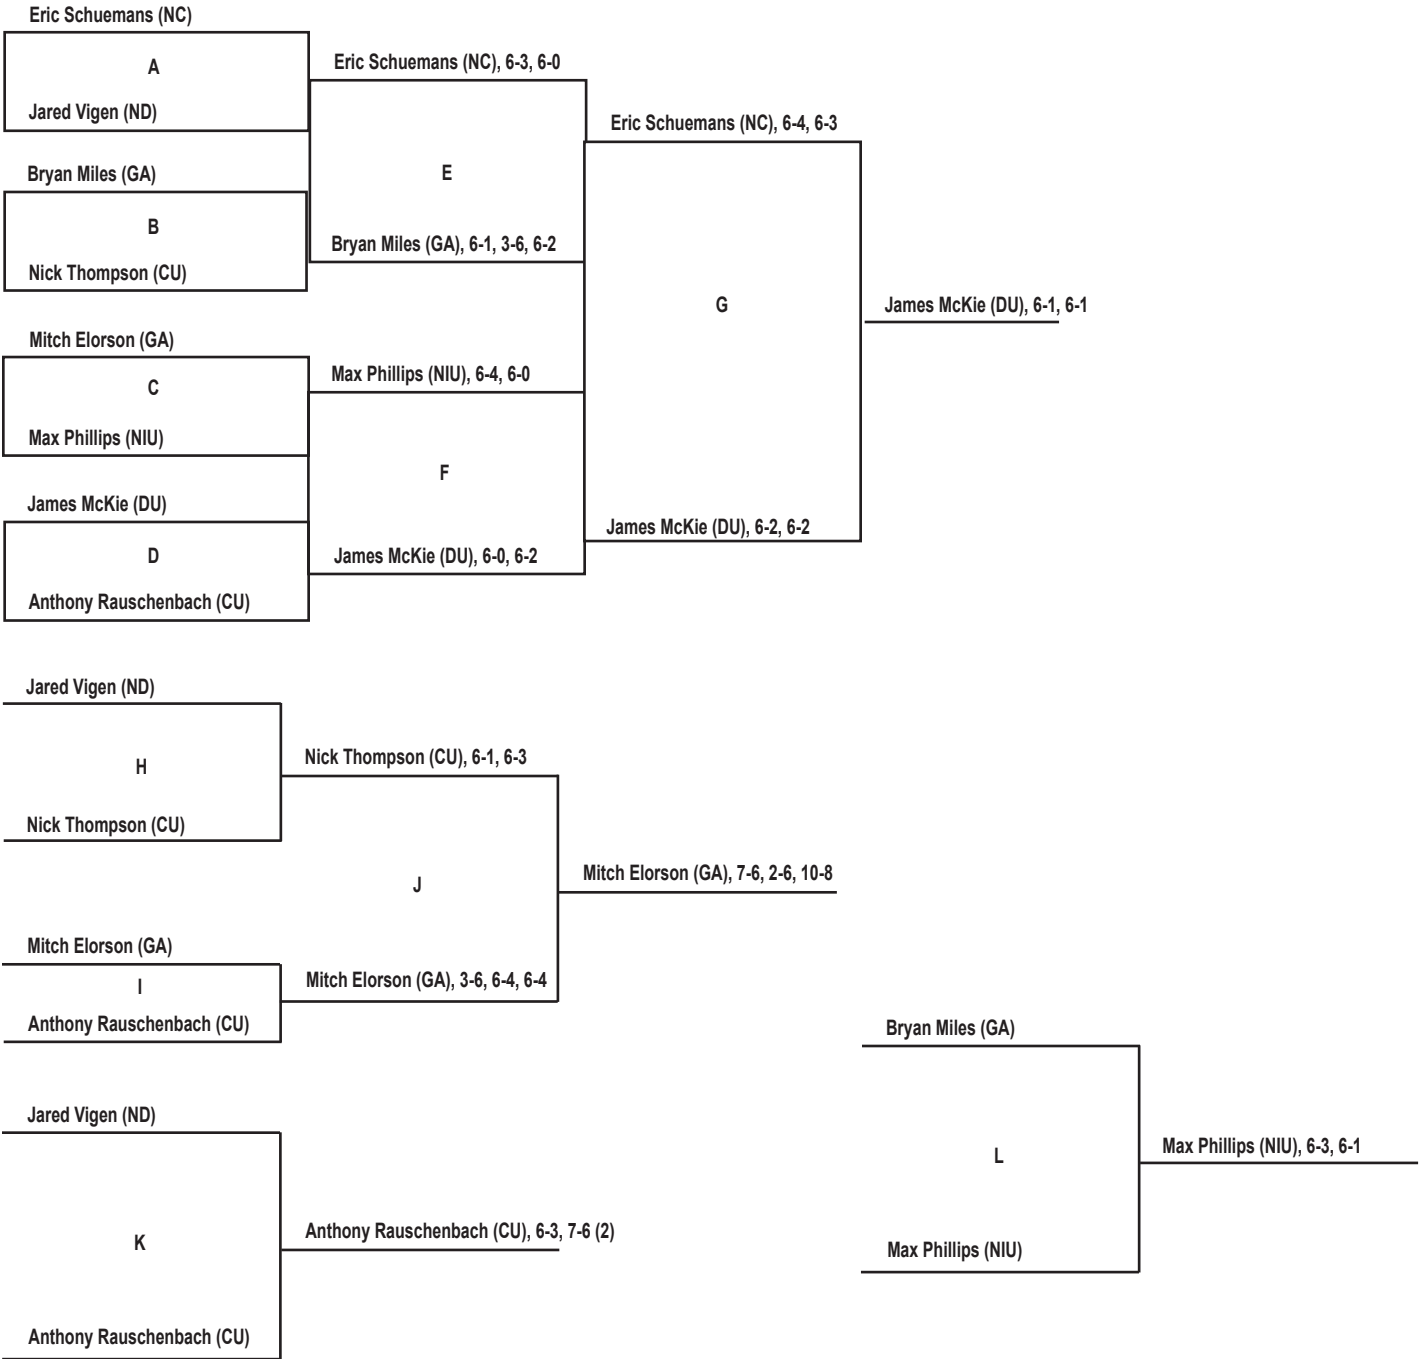 Eric Schuemans (NC)
A
Jared Vigen (ND)
Eric Schuemans (NC), 6-3, 6-0
Bryan Miles (GA)
B
Nick Thompson (CU)
E
Bryan Miles (GA), 6-1, 3-6, 6-2
Eric Schuemans (NC), 6-4, 6-3
Mitch Elorson (GA)
C
Max Phillips (NIU)
Max Phillips (NIU), 6-4, 6-0
James McKie (DU)
D
Anthony Rauschenbach (CU)
F
James McKie (DU), 6-0, 6-2
G
James McKie (DU), 6-2, 6-2
James McKie (DU), 6-1, 6-1
Jared Vigen (ND)
H
Nick Thompson (CU)
Nick Thompson (CU), 6-1, 6-3
J
Mitch Elorson (GA), 7-6, 2-6, 10-8
Mitch Elorson (GA)
I
Anthony Rauschenbach (CU)
Mitch Elorson (GA), 3-6, 6-4, 6-4
Jared Vigen (ND)
K
Anthony Rauschenbach (CU)
Anthony Rauschenbach (CU), 6-3, 7-6 (2)
Bryan Miles (GA)
L
Max Phillips (NIU)
Max Phillips (NIU), 6-3, 6-1